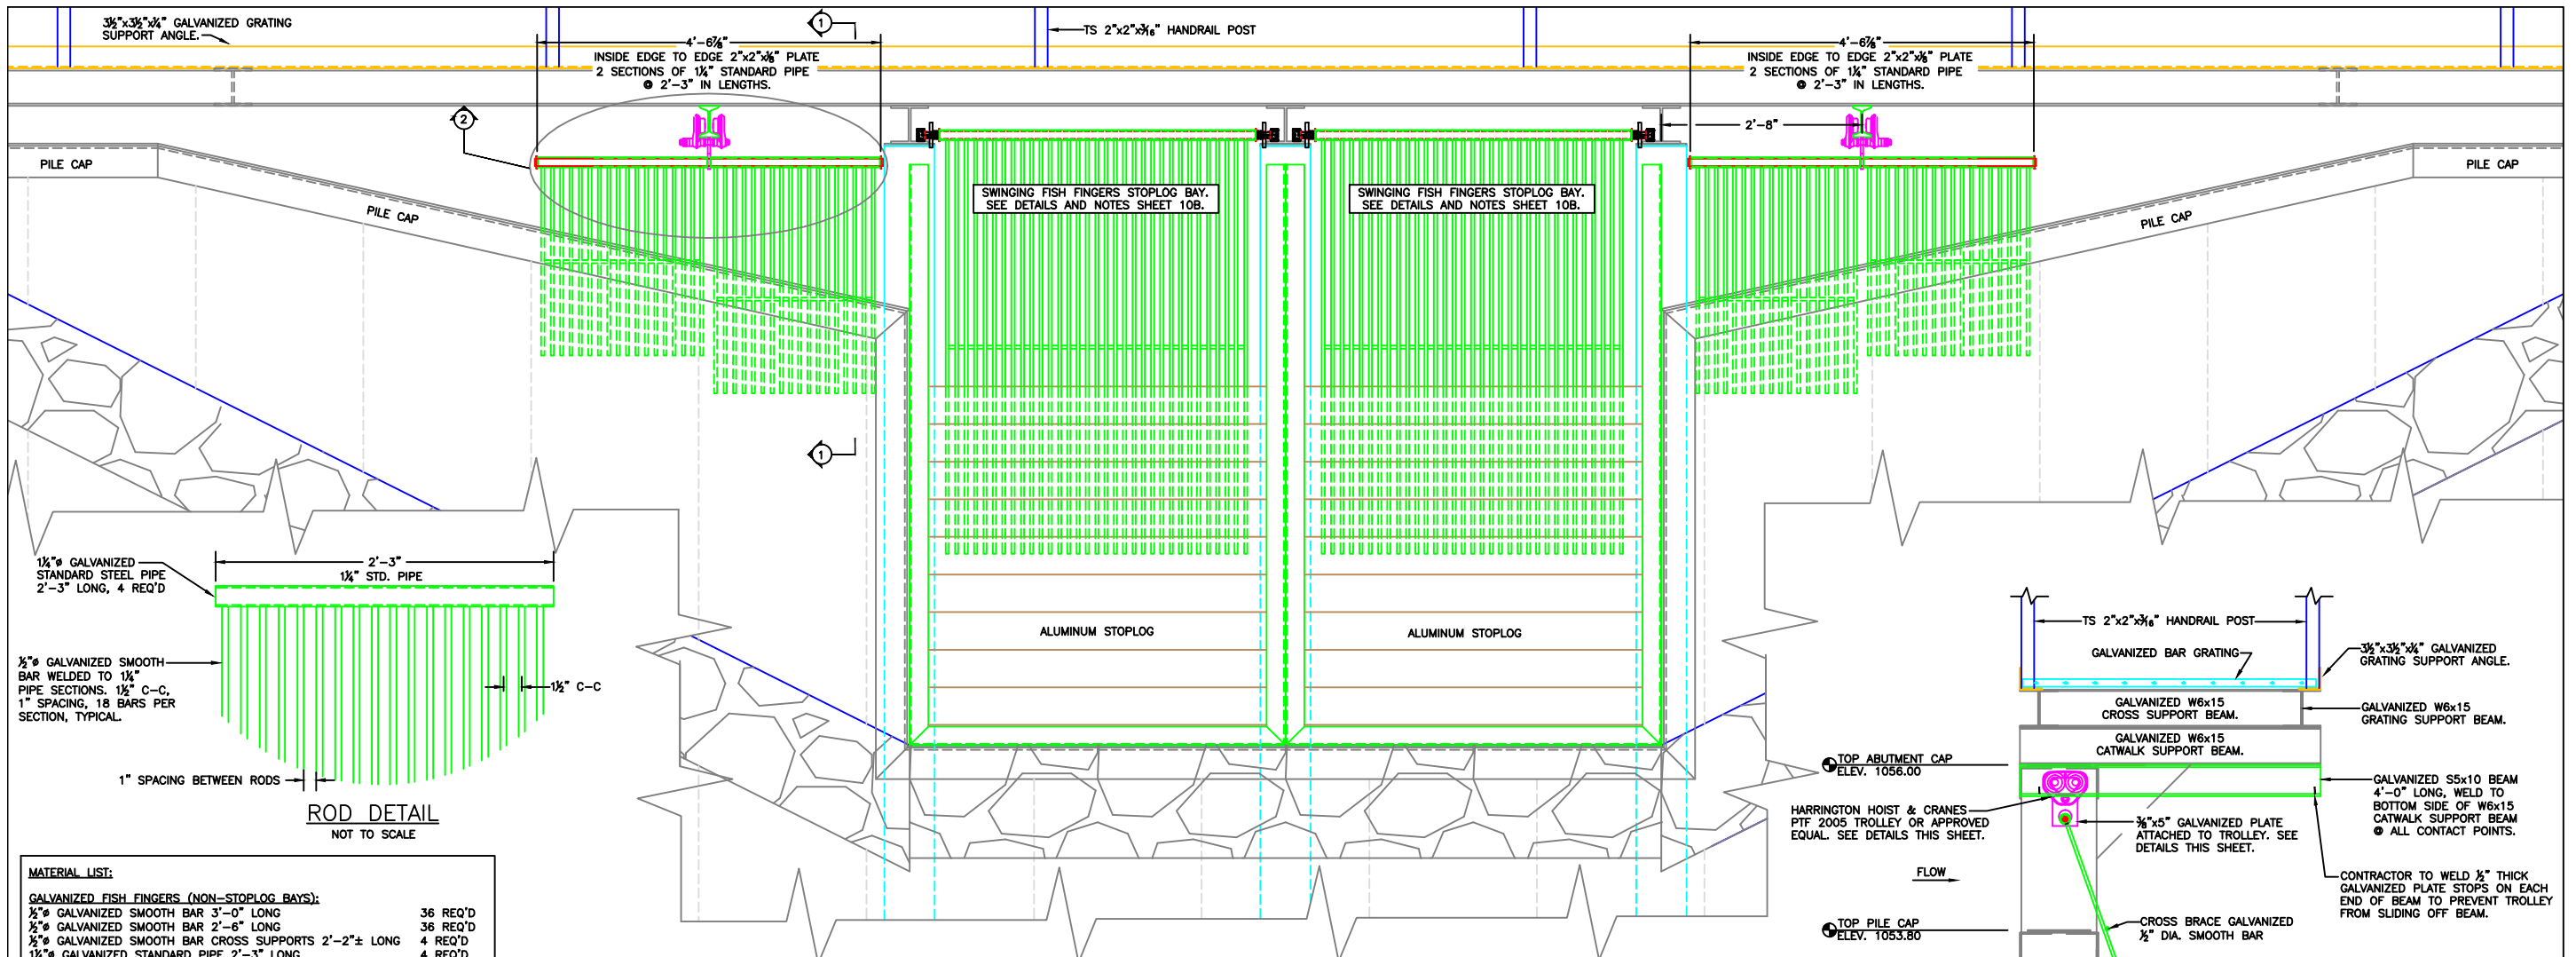 3½"x3½"x¼" GALVANIZED GRATING
SUPPORT ANGLE.
1
TS 2"x2"x3⁄16" HANDRAIL POST
4'-6⅞"
INSIDE EDGE TO EDGE 2"x2"x⅛" PLATE
2 SECTIONS OF 1¼" STANDARD PIPE
@ 2'-3" IN LENGTHS.
4'-6⅞"
INSIDE EDGE TO EDGE 2"x2"x⅛" PLATE
2 SECTIONS OF 1¼" STANDARD PIPE
@ 2'-3" IN LENGTHS.
2
2'-8"
PILE CAP
PILE CAP
SWINGING FISH FINGERS STOPLOG BAY.
SEE DETAILS AND NOTES SHEET 10B.
SWINGING FISH FINGERS STOPLOG BAY.
SEE DETAILS AND NOTES SHEET 10B.
PILE CAP
PILE CAP
1
1¼"ø GALVANIZED
STANDARD STEEL PIPE
2'-3" LONG, 4 REQ'D
2'-3"
1¼" STD. PIPE
½"ø GALVANIZED SMOOTH
BAR WELDED TO 1¼"
PIPE SECTIONS. 1½" C-C,
1" SPACING, 18 BARS PER
SECTION, TYPICAL.
1½" C-C
1" SPACING BETWEEN RODS
ROD DETAIL
NOT TO SCALE
ALUMINUM STOPLOG
ALUMINUM STOPLOG
TS 2"x2"x3⁄16" HANDRAIL POST
GALVANIZED BAR GRATING
3½"x3½"x¼" GALVANIZED
GRATING SUPPORT ANGLE.
GALVANIZED W6x15
CROSS SUPPORT BEAM.
GALVANIZED W6x15
GRATING SUPPORT BEAM.
GALVANIZED W6x15
CATWALK SUPPORT BEAM.
TOP ABUTMENT CAP
ELEV. 1056.00
GALVANIZED S5x10 BEAM
4'-0" LONG, WELD TO
BOTTOM SIDE OF W6x15
CATWALK SUPPORT BEAM
@ ALL CONTACT POINTS.
HARRINGTON HOIST & CRANES
PTF 2005 TROLLEY OR APPROVED
EQUAL. SEE DETAILS THIS SHEET.
⅜"x5" GALVANIZED PLATE
ATTACHED TO TROLLEY. SEE
DETAILS THIS SHEET.
FLOW
CONTRACTOR TO WELD ½" THICK
GALVANIZED PLATE STOPS ON EACH
END OF BEAM TO PREVENT TROLLEY
FROM SLIDING OFF BEAM.
TOP PILE CAP
ELEV. 1053.80
CROSS BRACE GALVANIZED
½" DIA. SMOOTH BAR
MATERIAL LIST:
GALVANIZED FISH FINGERS (NON-STOPLOG BAYS):
½"ø GALVANIZED SMOOTH BAR 3'-0" LONG 36 REQ'D
½"ø GALVANIZED SMOOTH BAR 2'-6" LONG 36 REQ'D
½"ø GALVANIZED SMOOTH BAR CROSS SUPPORTS 2'-2"± LONG 4 REQ'D
1¼"ø GALVANIZED STANDARD PIPE 2'-3" LONG 4 REQ'D